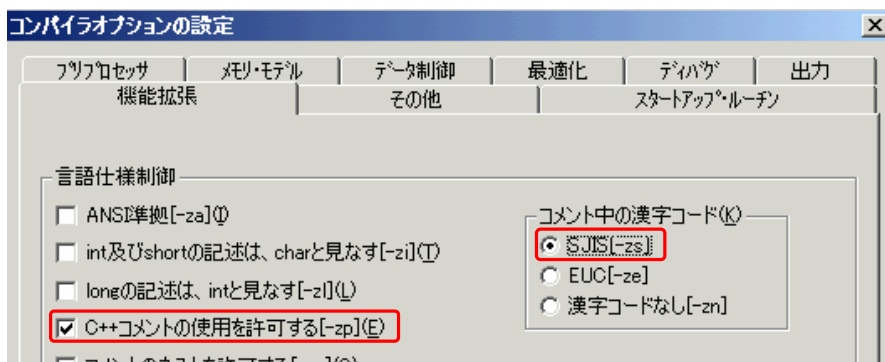 コンパイラオプションの設定
ﾌﾟﾘﾌﾟﾛｾｯｻ ﾒﾓﾘ･ﾓﾃﾞﾙ ﾃﾞｰﾀ制御 最適化 ﾃﾞｨﾊﾞｸﾞ 出力
機能拡張 その他 ｽﾀｰﾄｱｯﾌﾟ･ﾙｰﾁﾝ
言語仕様制御
ANSI準拠[-za](I)
int及びshortの記述は、charと見なす[-zi](T)
longの記述は、intと見なす[-zl](L)
C++コメントの使用を許可する[-zp](E)
コメント中の漢字コード(K)
SJIS[-zs]
EUC[-ze]
漢字コードなし[-zn]